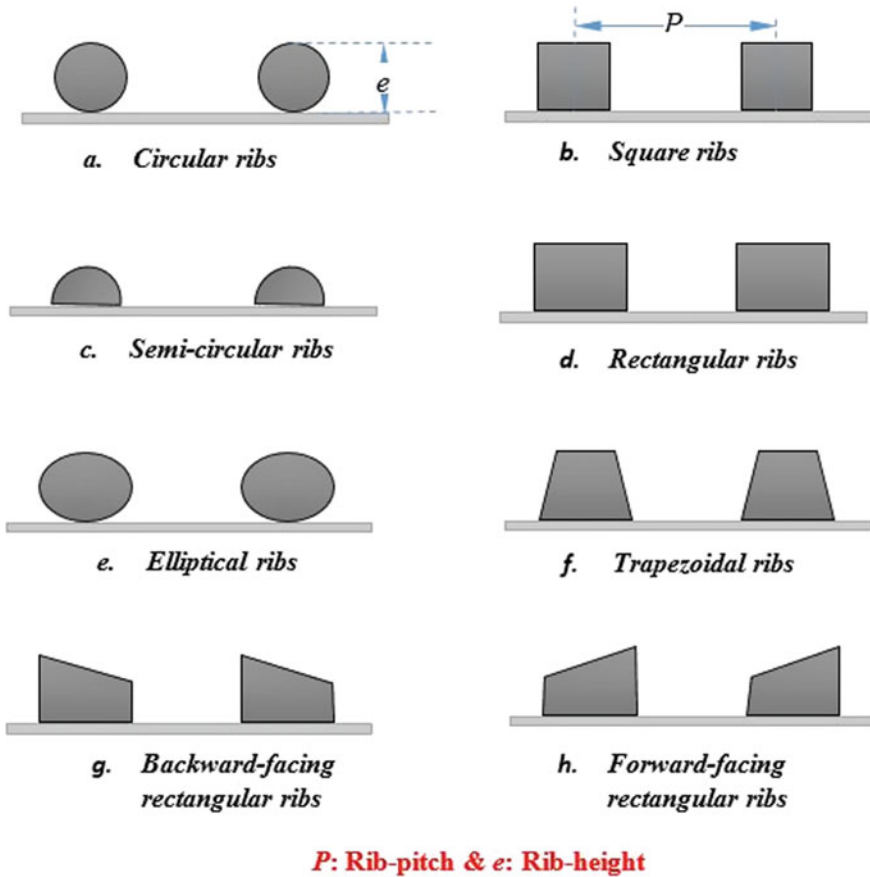 e
P
a. Circular ribs
b. Square ribs
c. Semi-circular ribs
d. Rectangular ribs
e. Elliptical ribs
f. Trapezoidal ribs
g. Backward-facing
rectangular ribs
h. Forward-facing
rectangular ribs
P: Rib-pitch & e: Rib-height